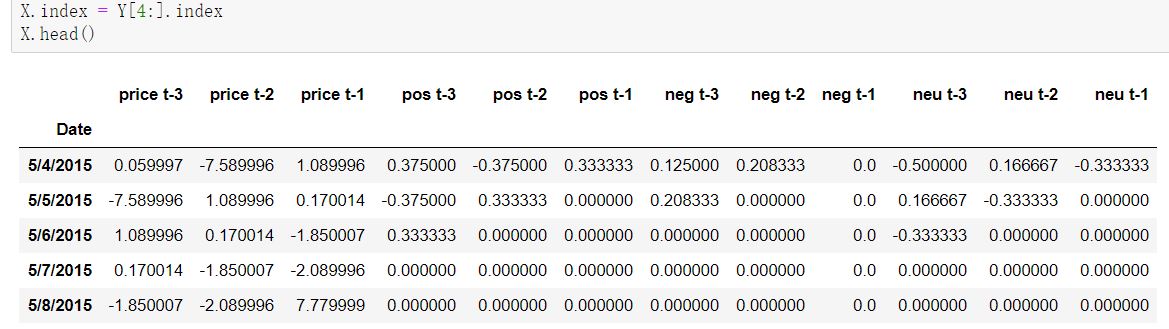 X.index = Y[4:].index
X.head()
price t-3 price t-2 price t-1 pos t-3 pos t-2 pos t-1 neg t-3 neg t-2 neg t-1 neu t-3 neu t-2 neu t-1
Date
5/4/2015 0.059997 -7.589996 1.089996 0.375000 -0.375000 0.333333 0.125000 0.208333 0.0 -0.500000 0.166667 -0.333333
5/5/2015 -7.589996 1.089996 0.170014 -0.375000 0.333333 0.000000 0.208333 0.000000 0.0 0.166667 -0.333333 0.000000
5/6/2015 1.089996 0.170014 -1.850007 0.333333 0.000000 0.000000 0.000000 0.000000 0.0 -0.333333 0.000000 0.000000
5/7/2015 0.170014 -1.850007 -2.089996 0.000000 0.000000 0.000000 0.000000 0.000000 0.0 0.000000 0.000000 0.000000
5/8/2015 -1.850007 -2.089996 7.779999 0.000000 0.000000 0.000000 0.000000 0.000000 0.0 0.000000 0.000000 0.000000